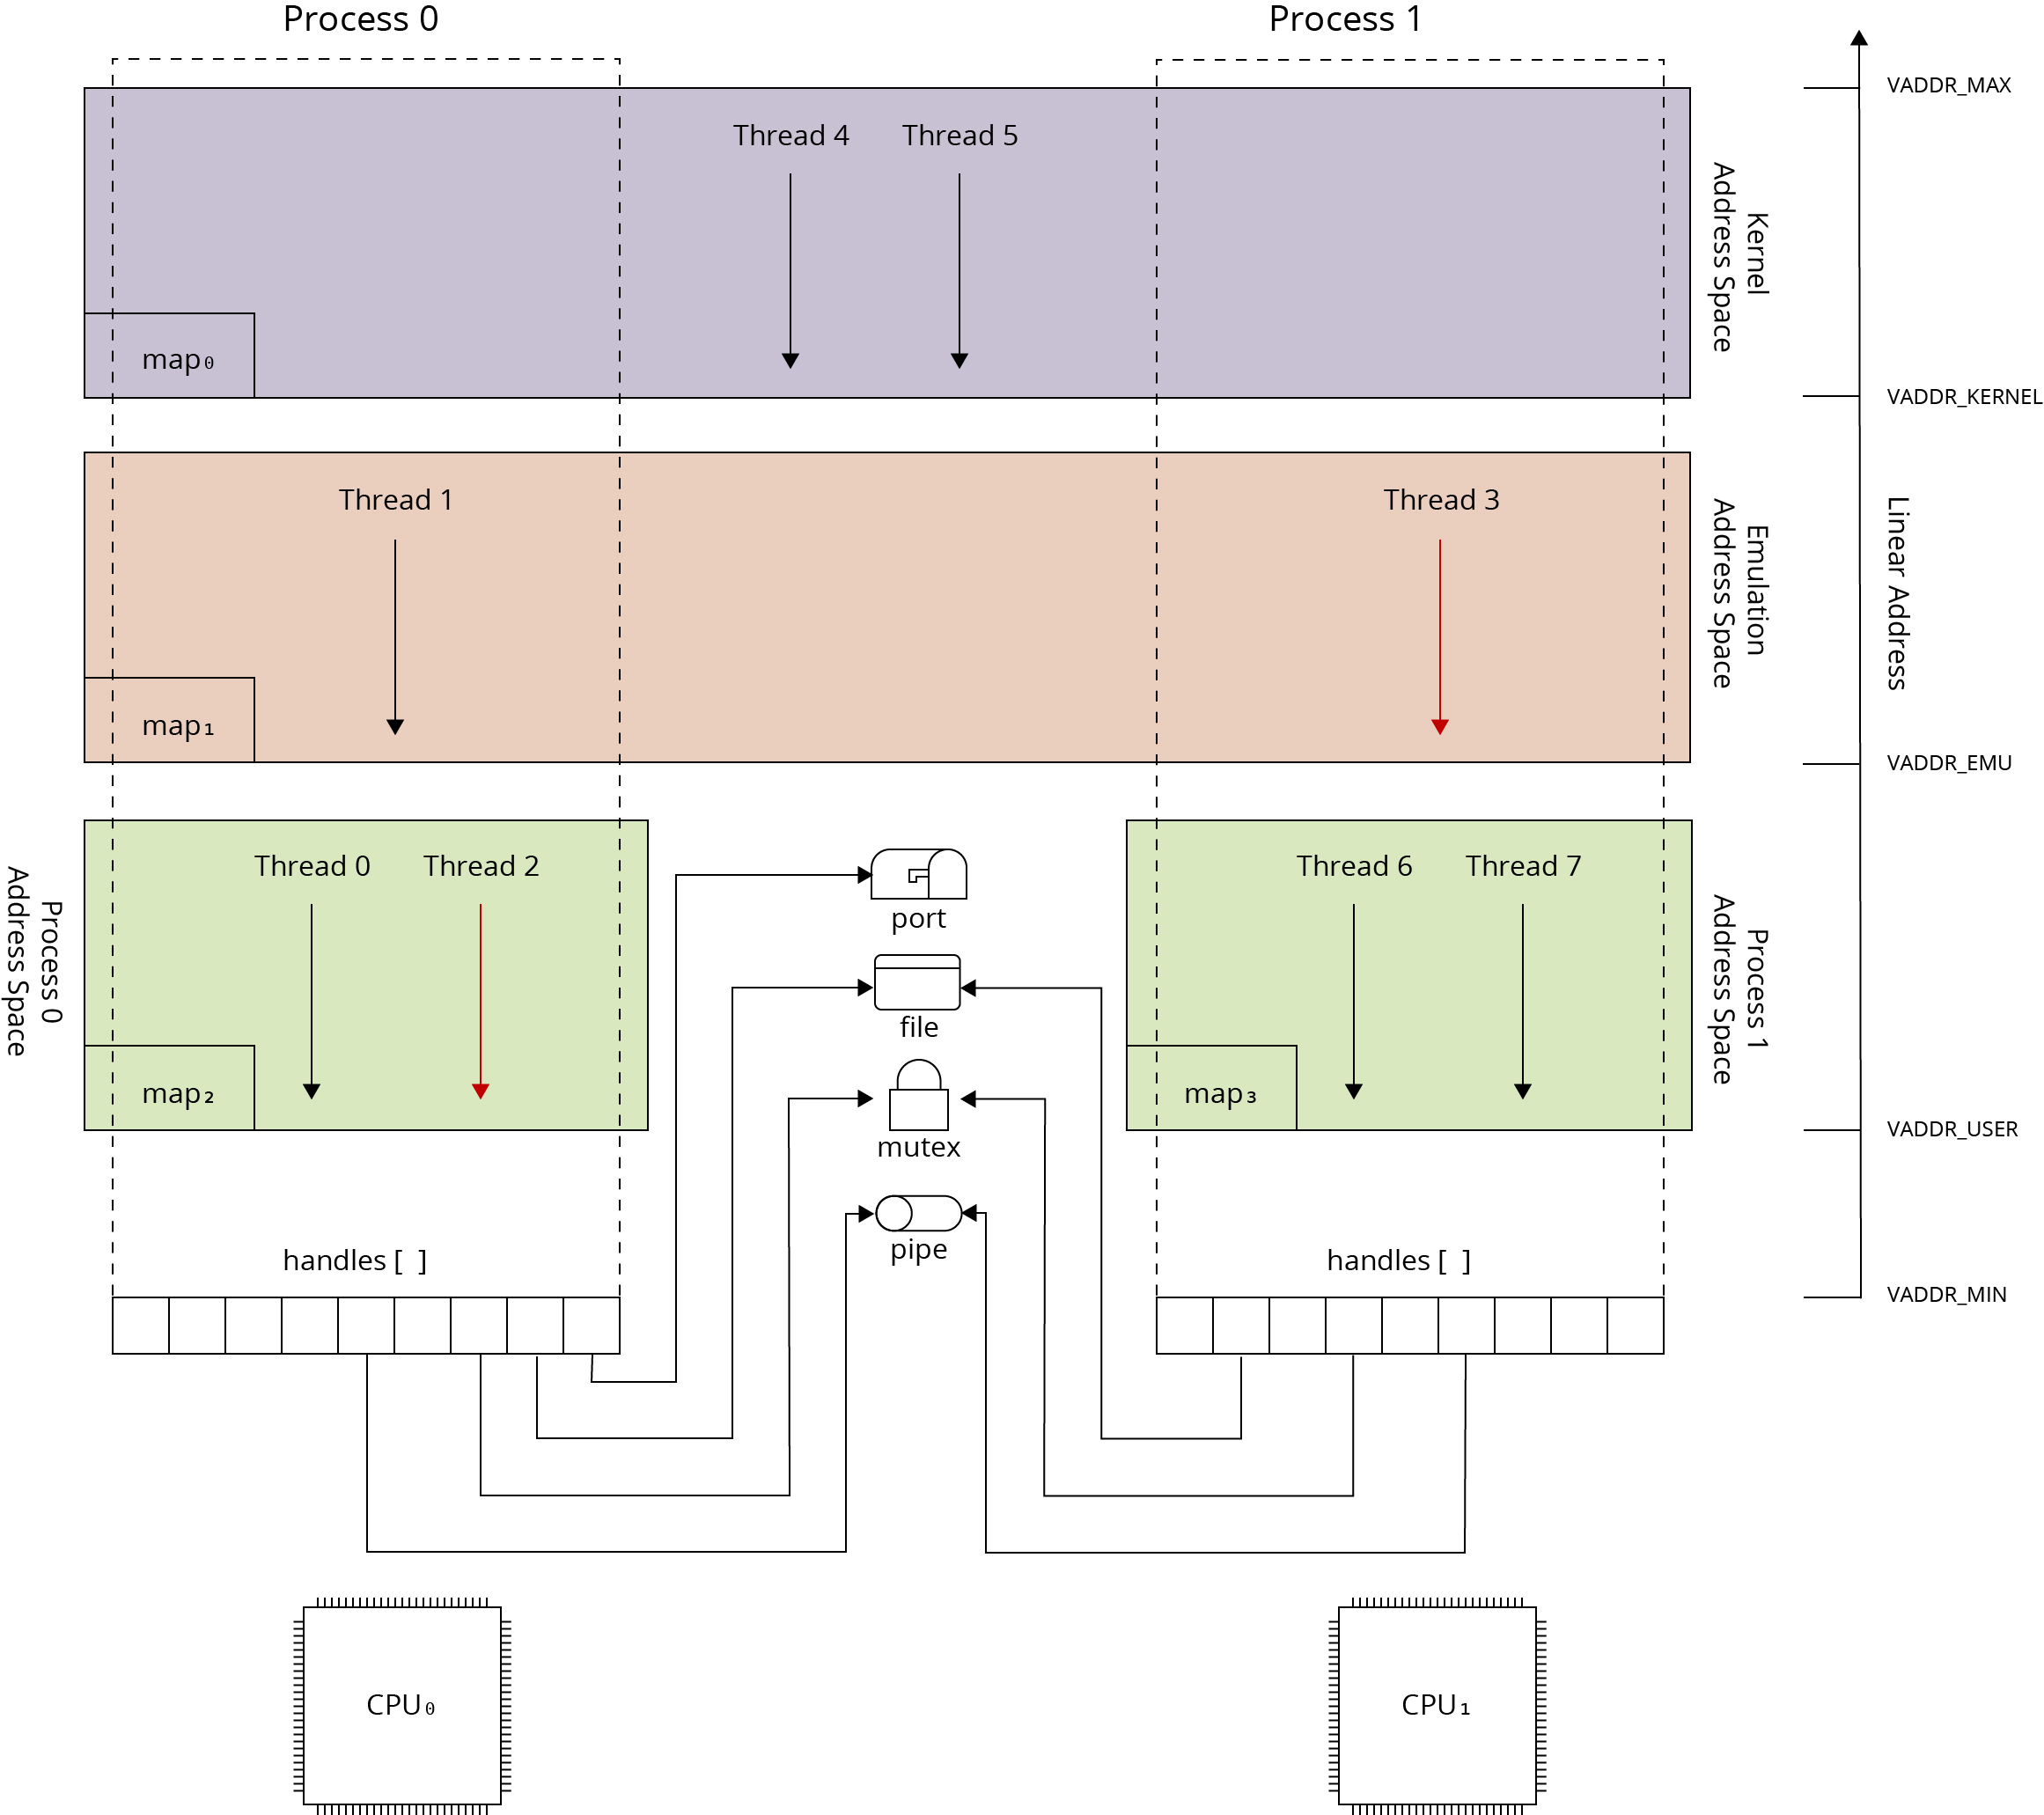 Process 0
Process 1
VADDR_MAX
Thread 4
Thread 5
Kernel
Address Space
map₀
VADDR_KERNEL
Thread 1
Thread 3
Emulation
Address Space
Linear Address
map₁
VADDR_EMU
Process 0
Address Space
Thread 0
Thread 2
port
file
mutex
pipe
Thread 6
Thread 7
Process 1
Address Space
map₂
map₃
VADDR_USER
handles [ ]
handles [ ]
VADDR_MIN
CPU₀
CPU₁